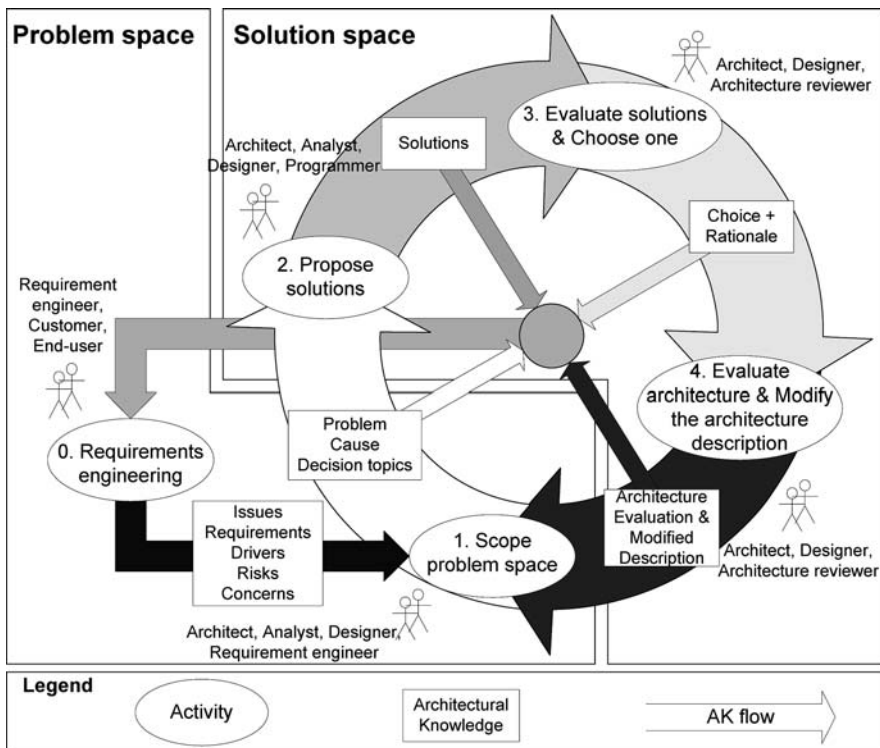 Problem space
Solution space
Architect, Designer,
Architecture reviewer
3. Evaluate solutions
& Choose one
Solutions
Architect, Analyst,
Designer, Programmer
Choice +
Rationale
2. Propose
solutions
Requirement
engineer,
Customer,
End-user
4. Evaluate
architecture & Modify
the architecture
description
Problem
Cause
Decision topics
0. Requirements
engineering
Issues
Requirements
Drivers
Risks
Concerns
1. Scope
problem space
Architecture
Evaluation &
Modified
Description
Architect, Designer,
Architecture reviewer
Architect, Analyst, Designer,
Requirement engineer
Legend
Activity
Architectural
Knowledge
AK flow